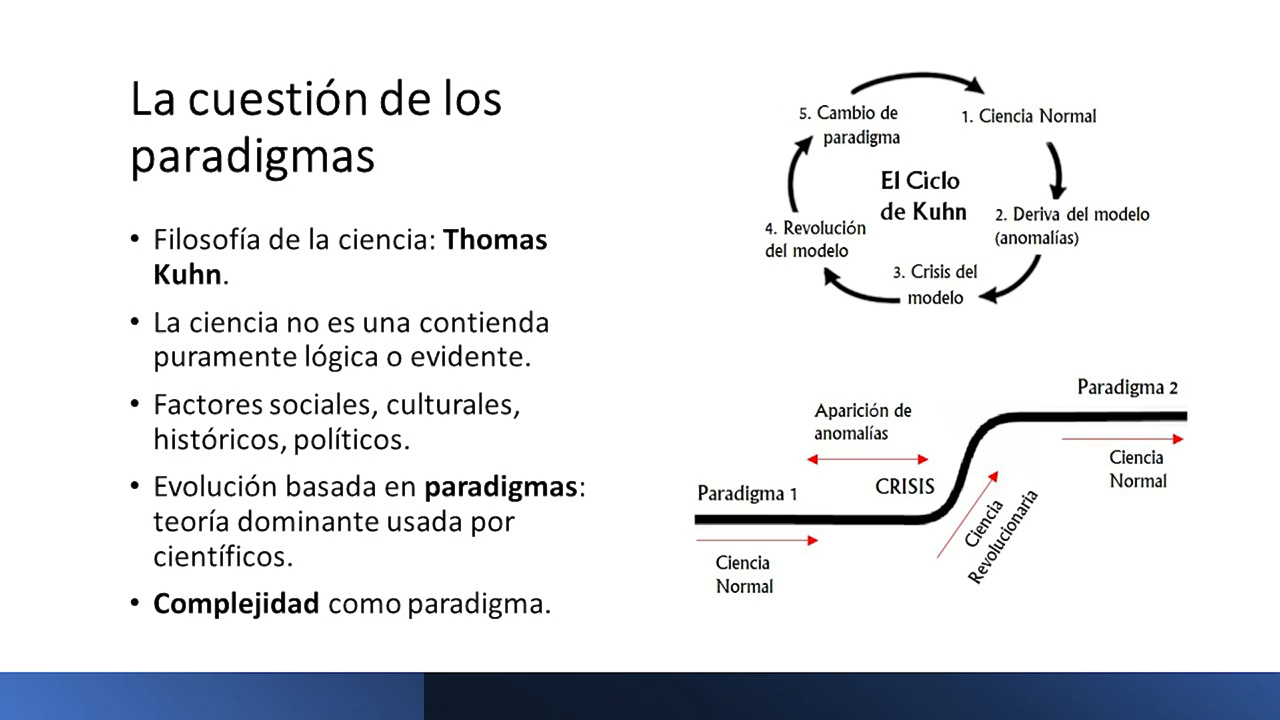 La cuestión de los
paradigmas
• Filosofía de la ciencia: Thomas
Kuhn.
• La ciencia no es una contienda
puramente lógica o evidente.
• Factores sociales, culturales,
históricos, políticos.
• Evolución basada en paradigmas:
teoría dominante usada por
científicos.
• Complejidad como paradigma.
5. Cambio de
paradigma
1. Ciencia Normal
El Ciclo
de Kuhn
2. Deriva del modelo
(anomalías)
4. Revolución
del modelo
3. Crisis del
modelo
Paradigma 2
Aparición de
anomalías
Ciencia
Normal
Paradigma 1
CRISIS
Ciencia
Revolucionaria
Ciencia
Normal